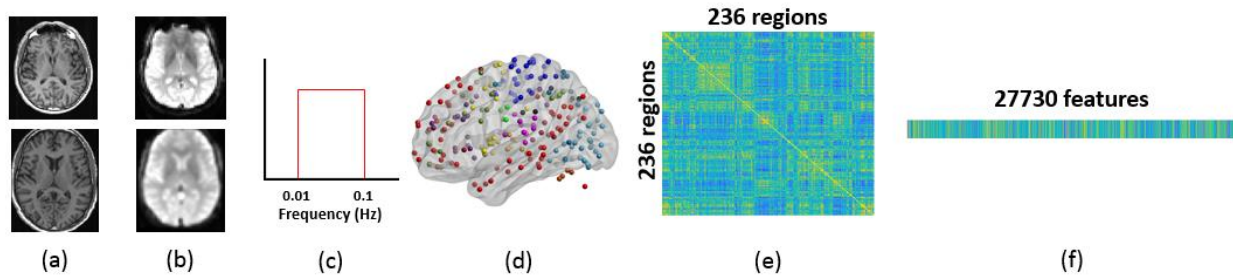 236 regions
236 regions
27730 features
0.01
0.1
Frequency (Hz)
(a)
(b)
(c)
(d)
(e)
(f)